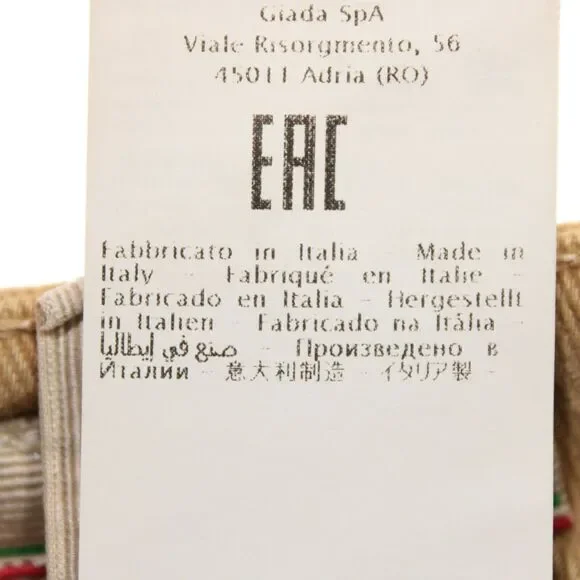 Giada SpA
Viale Risorgmento, 56
45011 Adria (RO)
EAC
Fabbricato in Italia - Made in
Italy - Fabriqué en Italie -
Fabricado en Italia - Hergestellt
in Italien - Fabricado na Itália -
صنع في إيطاليا - Произведено в
Италии - 意大利制造 - イタリア製 -